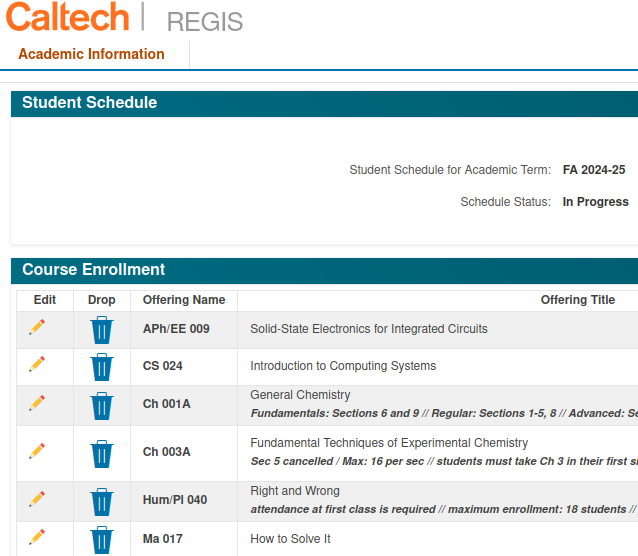 Caltech | REGIS
Academic Information
Student Schedule
Student Schedule for Academic Term: FA 2024-25
Schedule Status: In Progress
Course Enrollment
Edit Drop Offering Name Offering Title
APh/EE 009 Solid-State Electronics for Integrated Circuits
CS 024 Introduction to Computing Systems
Ch 001A General Chemistry
Fundamentals: Sections 6 and 9 // Regular: Sections 1-5, 8 // Advanced: Se
Ch 003A Fundamental Techniques of Experimental Chemistry
Sec 5 cancelled / Max: 16 per sec // students must take Ch 3 in their first si
Hum/Pl 040 Right and Wrong
attendance at first class is required // maximum enrollment: 18 students //
Ma 017 How to Solve It